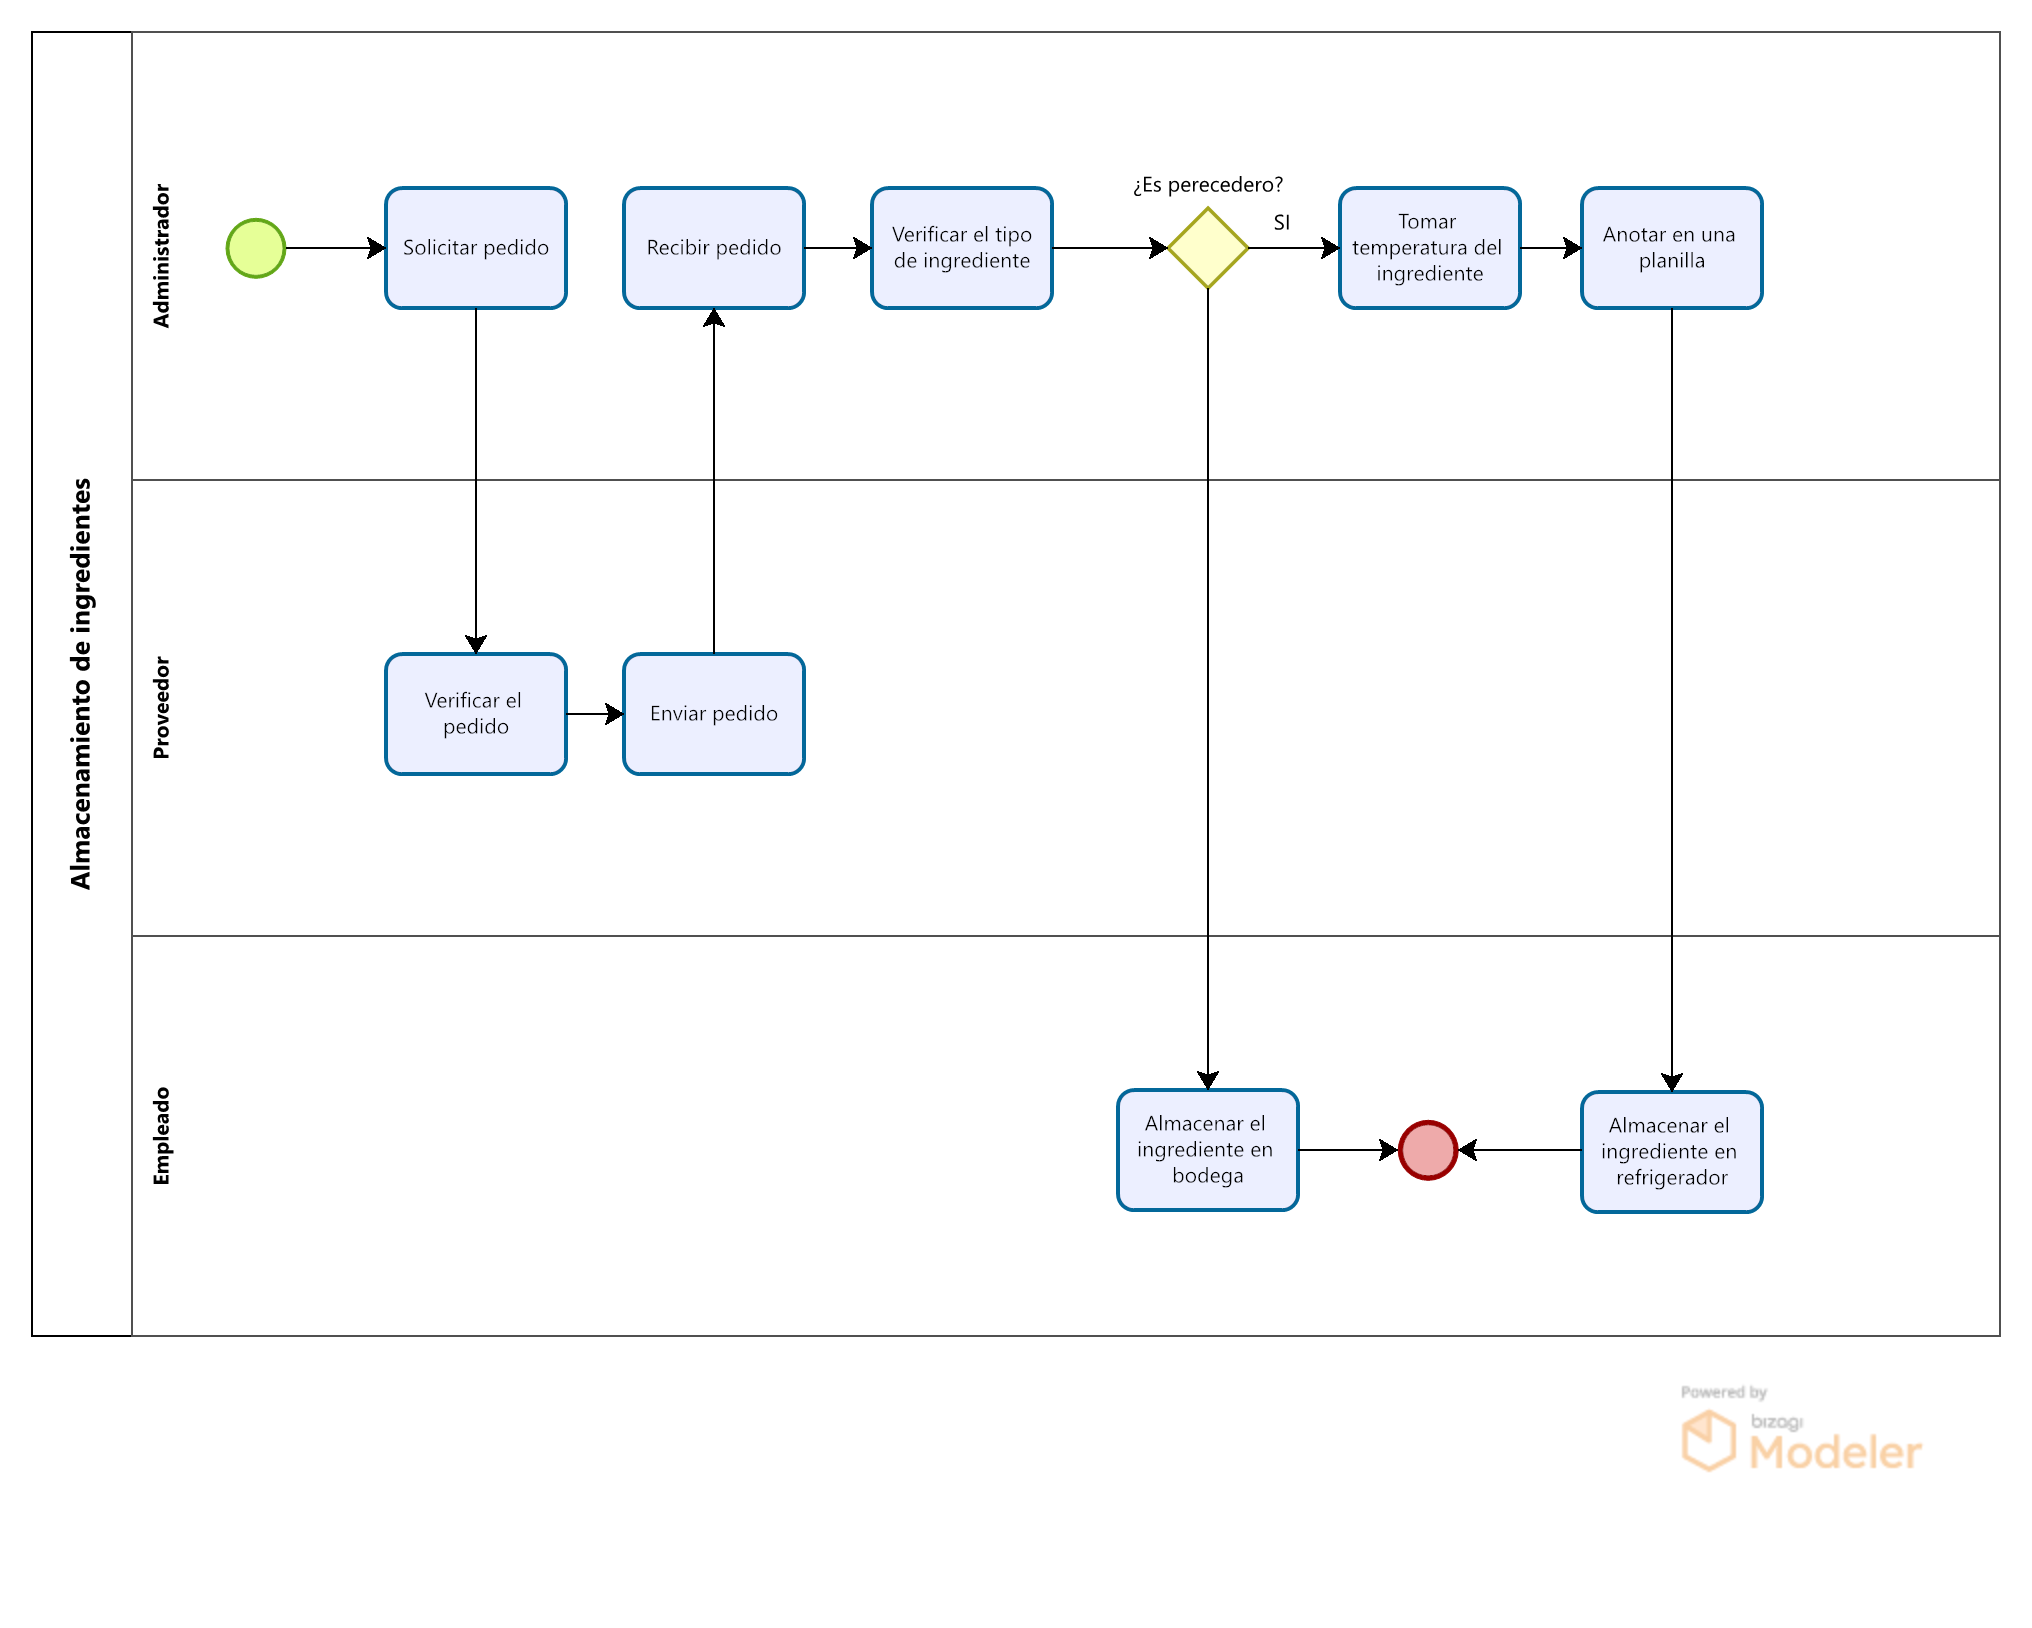 Almacenamiento de ingredientes
Administrador
Solicitar pedido
Recibir pedido
Verificar el tipo
de ingrediente
¿Es perecedero?
SI
Tomar
temperatura del
ingrediente
Anotar en una
planilla
Proveedor
Verificar el
pedido
Enviar pedido
Empleado
Almacenar el
ingrediente en
bodega
Almacenar el
ingrediente en
refrigerador
Powered by
bizagi
Modeler